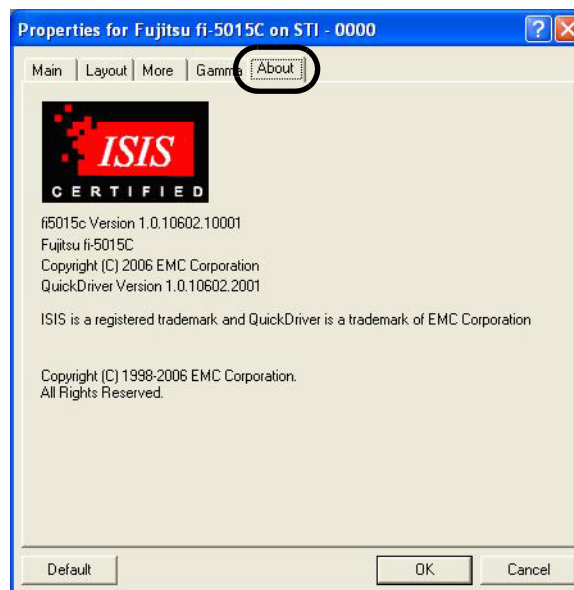 Properties for Fujitsu fi-5015C on STI - 0000
Main Layout More Gamma About
ISIS
CERTIFIED
fi5015c Version 1.0.10602.10001
Fujitsu fi-5015C
Copyright (C) 2006 EMC Corporation
QuickDriver Version 1.0.10602.2001
ISIS is a registered trademark and QuickDriver is a trademark of EMC Corporation
Copyright (C) 1998-2006 EMC Corporation.
All Rights Reserved.
Default OK Cancel